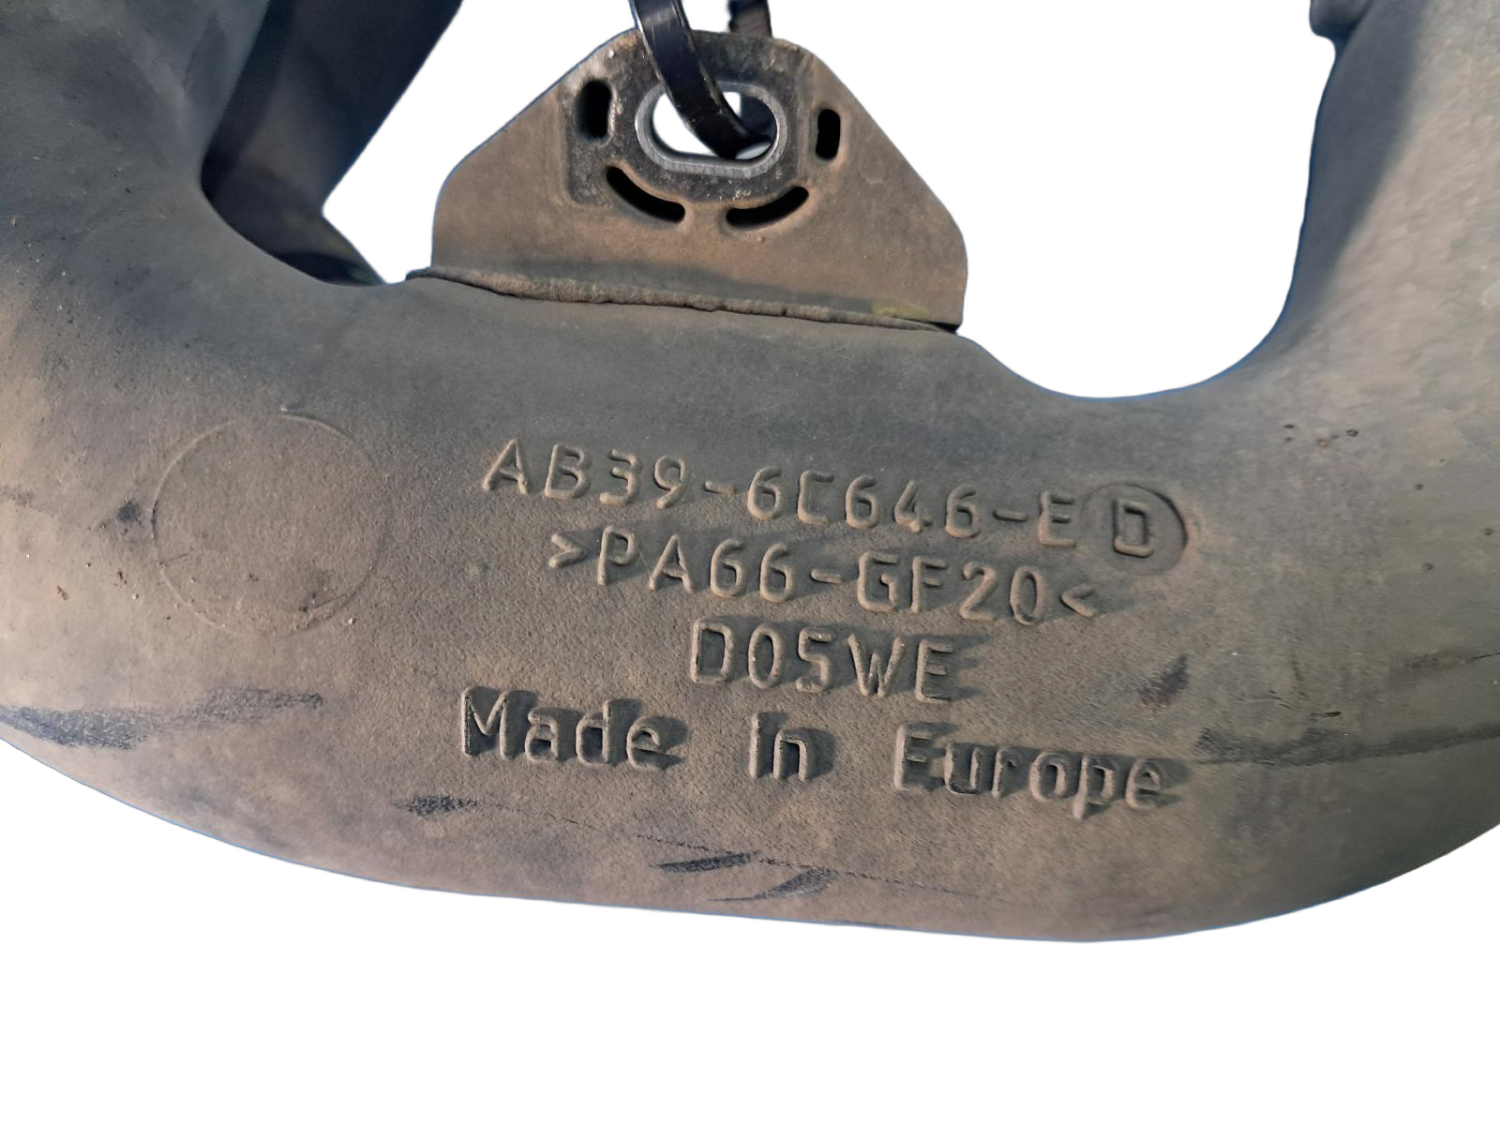 AB39-6C646-ED
>PA66-GF20<
D05WE
Made in Europe